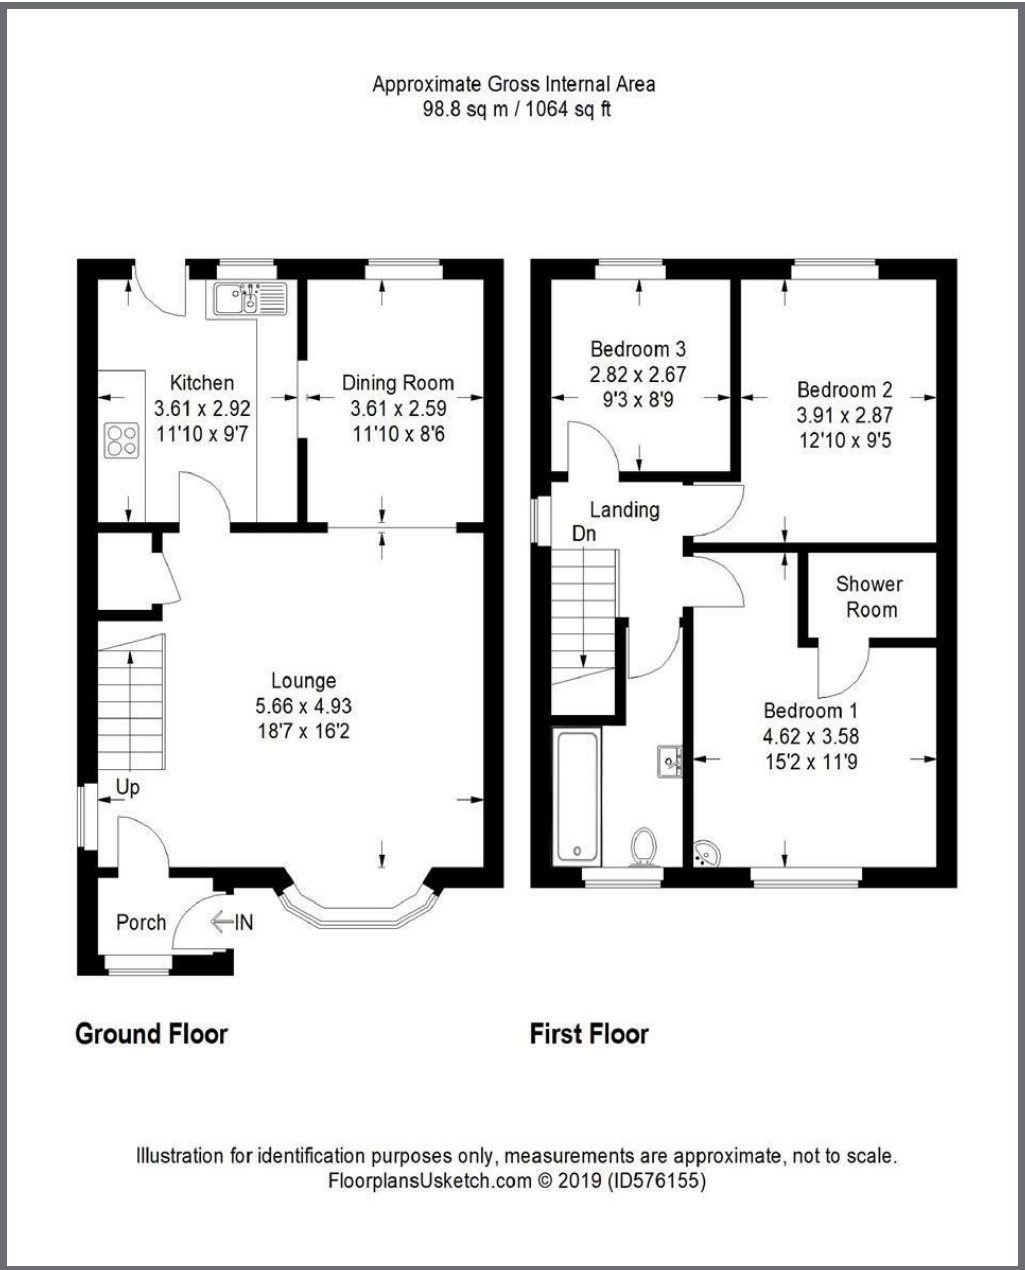 Approximate Gross Internal Area
98.8 sq m / 1064 sq ft
Kitchen
3.61 x 2.92
11'10 x 9'7
Dining Room
3.61 x 2.59
11'10 x 8'6
Lounge
5.66 x 4.93
18'7 x 16'2
Up
Porch
IN
Ground Floor
Bedroom 3
2.82 x 2.67
9'3 x 8'9
Bedroom 2
3.91 x 2.87
12'10 x 9'5
Landing
Dn
Shower
Room
Bedroom 1
4.62 x 3.58
15'2 x 11'9
First Floor
Illustration for identification purposes only, measurements are approximate, not to scale.
FloorplansUsketch.com © 2019 (ID576155)